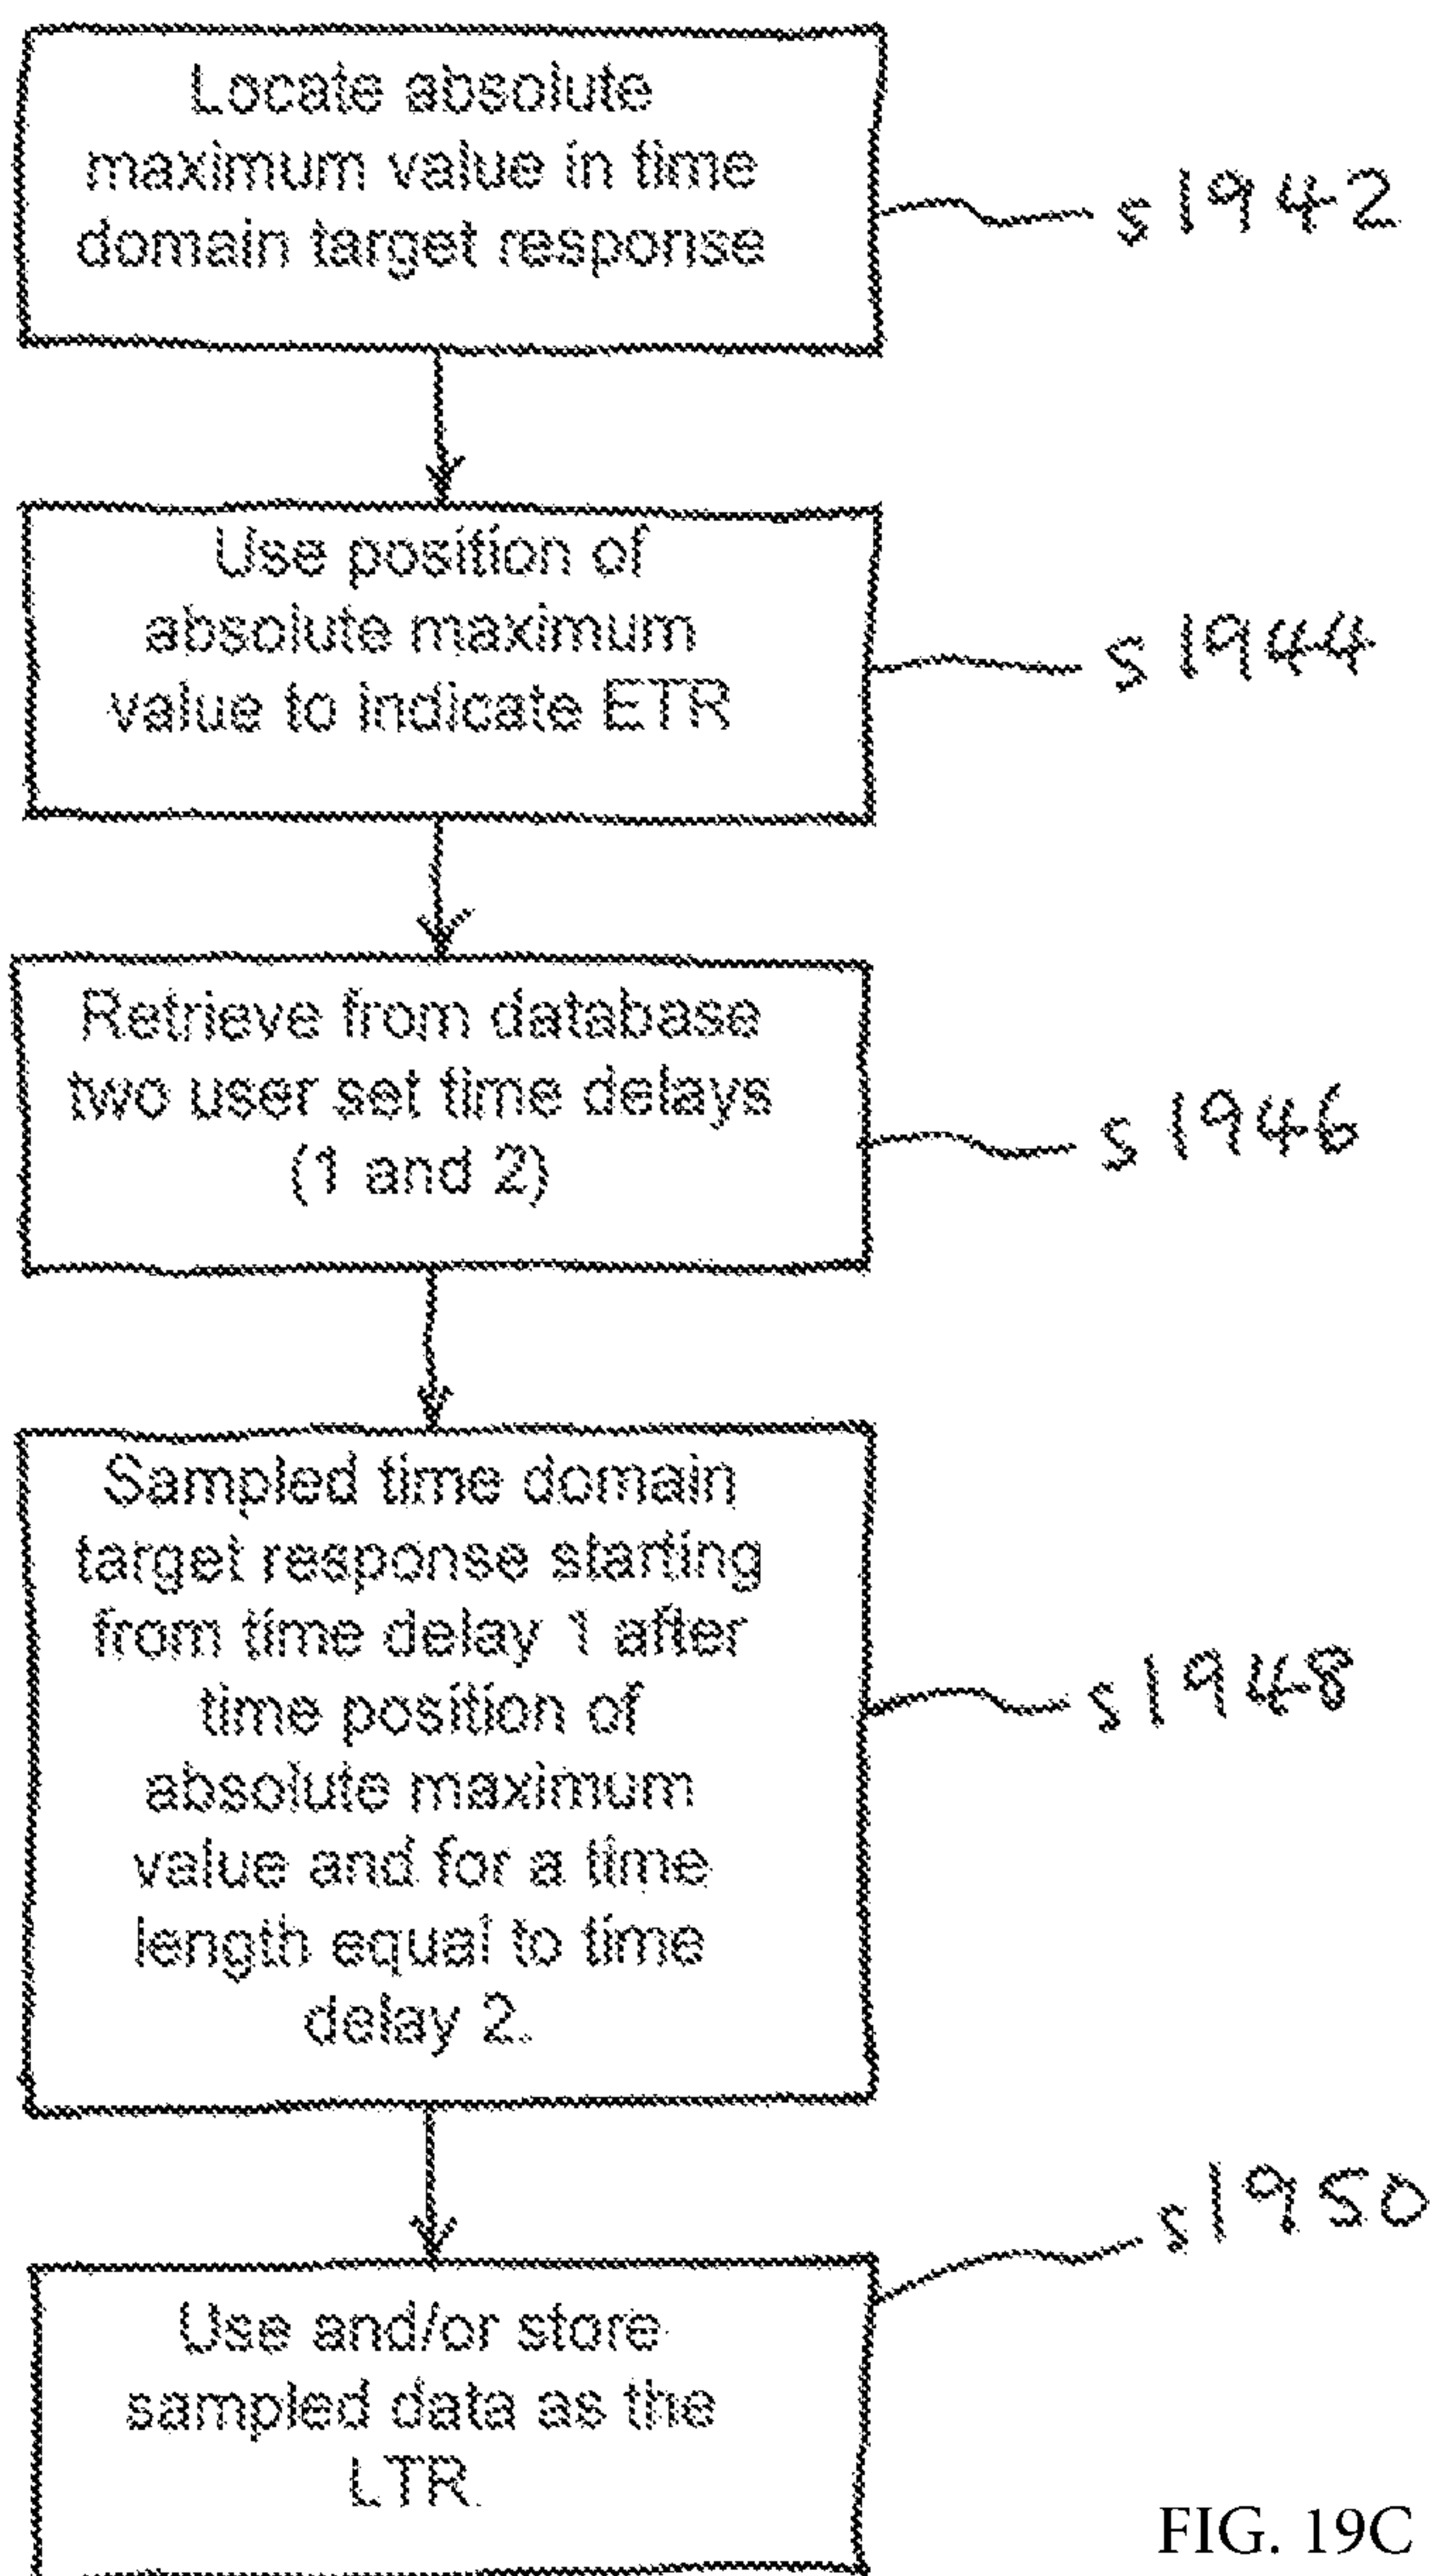 Locate absolute
maximum value in time
domain target response
s1942
Use position of
absolute maximum
value to indicate ETR
s1944
Retrieve from database
two user set time delays
(1 and 2)
s1946
Sampled time domain
target response starting
from time delay 1 after
time position of
absolute maximum
value and for a time
length equal to time
delay 2.
s1948
Use and/or store
sampled data as the
LTR.
s1950
FIG. 19C